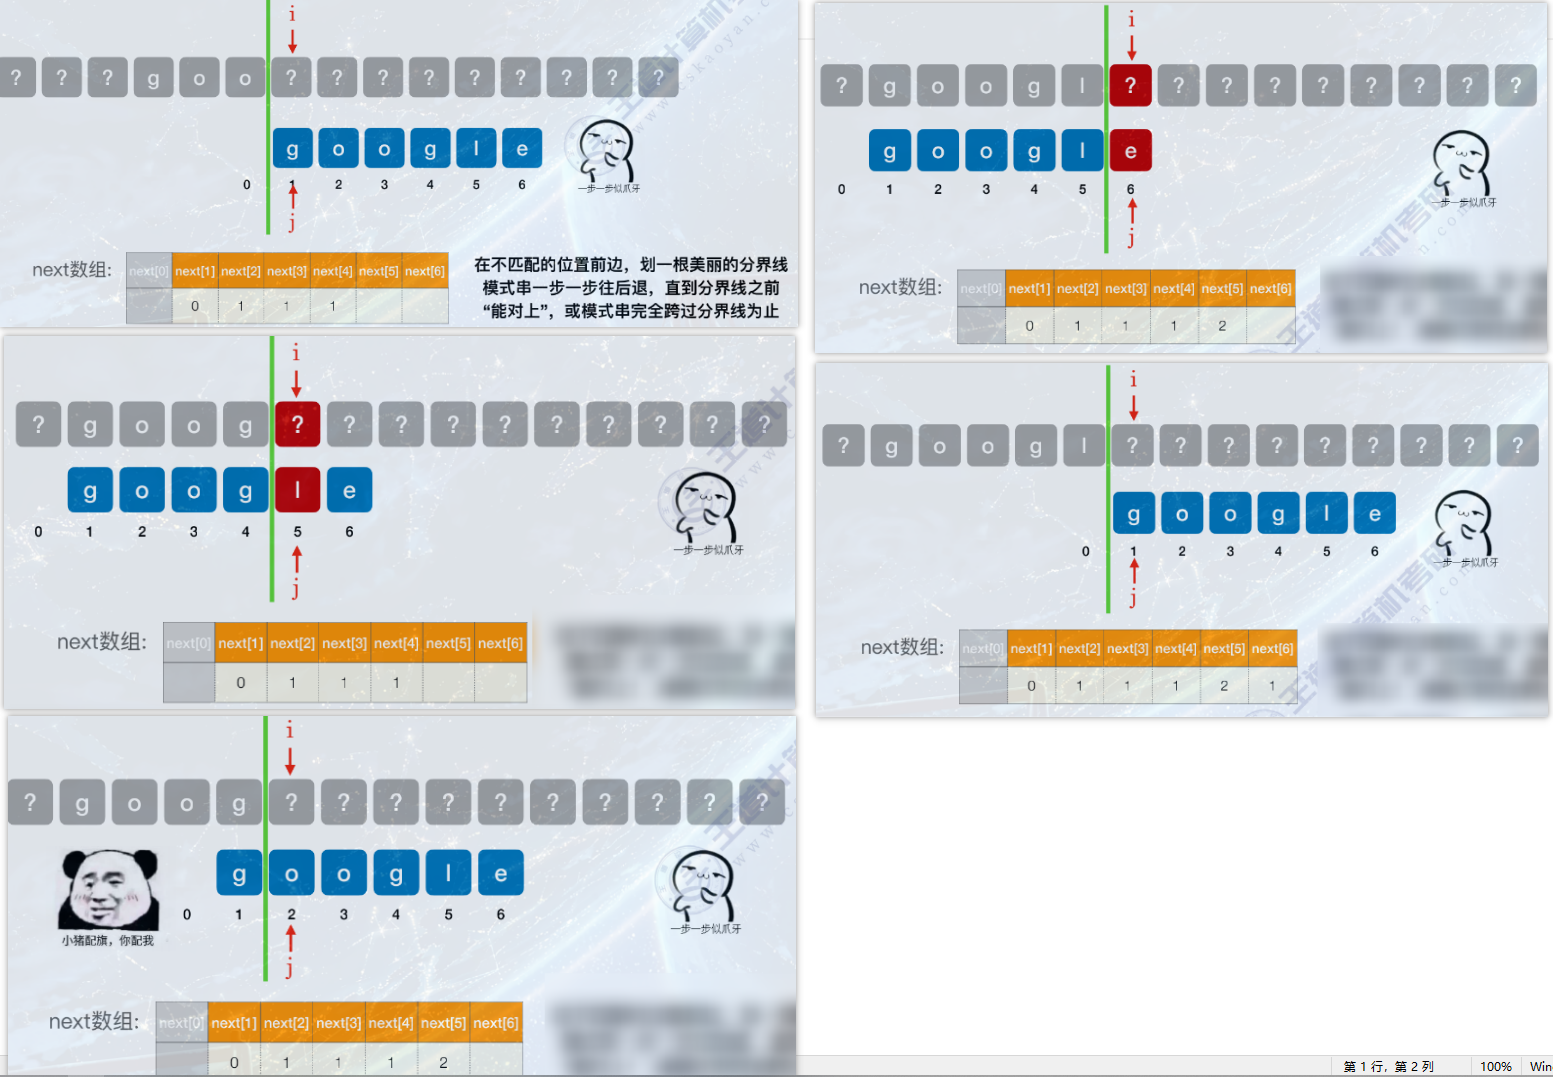 i
? ? ? g o o ? ? ? ? ? ? ? ? ?
g o o g l e
0 1 2 3 4 5 6
一步一步似爪牙
j
next数组:
next[0] next[1] next[2] next[3] next[4] next[5] next[6]
0 1 1 1
在不匹配的位置前边，划一根美丽的分界线
模式串一步一步往后退，直到分界线之前
“能对上”，或模式串完全跨过分界线为止
i
? g o o g ? ? ? ? ? ? ? ? ? ?
g o o g l e
0 1 2 3 4 5 6
一步一步似爪牙
j
next数组:
next[0] next[1] next[2] next[3] next[4] next[5] next[6]
0 1 1 1
i
? g o o g ? ? ? ? ? ? ? ? ? ?
g o o g l e
0 1 2 3 4 5 6
小猪配旗，你配我
一步一步似爪牙
j
next数组:
next[0] next[1] next[2] next[3] next[4] next[5] next[6]
0 1 1 1 2
i
? g o o g l ? ? ? ? ? ? ? ? ?
g o o g l e
0 1 2 3 4 5 6
一步一步似爪牙
j
next数组:
next[0] next[1] next[2] next[3] next[4] next[5] next[6]
0 1 1 1 2
i
? g o o g l ? ? ? ? ? ? ? ? ?
g o o g l e
0 1 2 3 4 5 6
一步一步似爪牙
j
next数组:
next[0] next[1] next[2] next[3] next[4] next[5] next[6]
0 1 1 1 2 1
第 1 行，第 2 列 100% Win